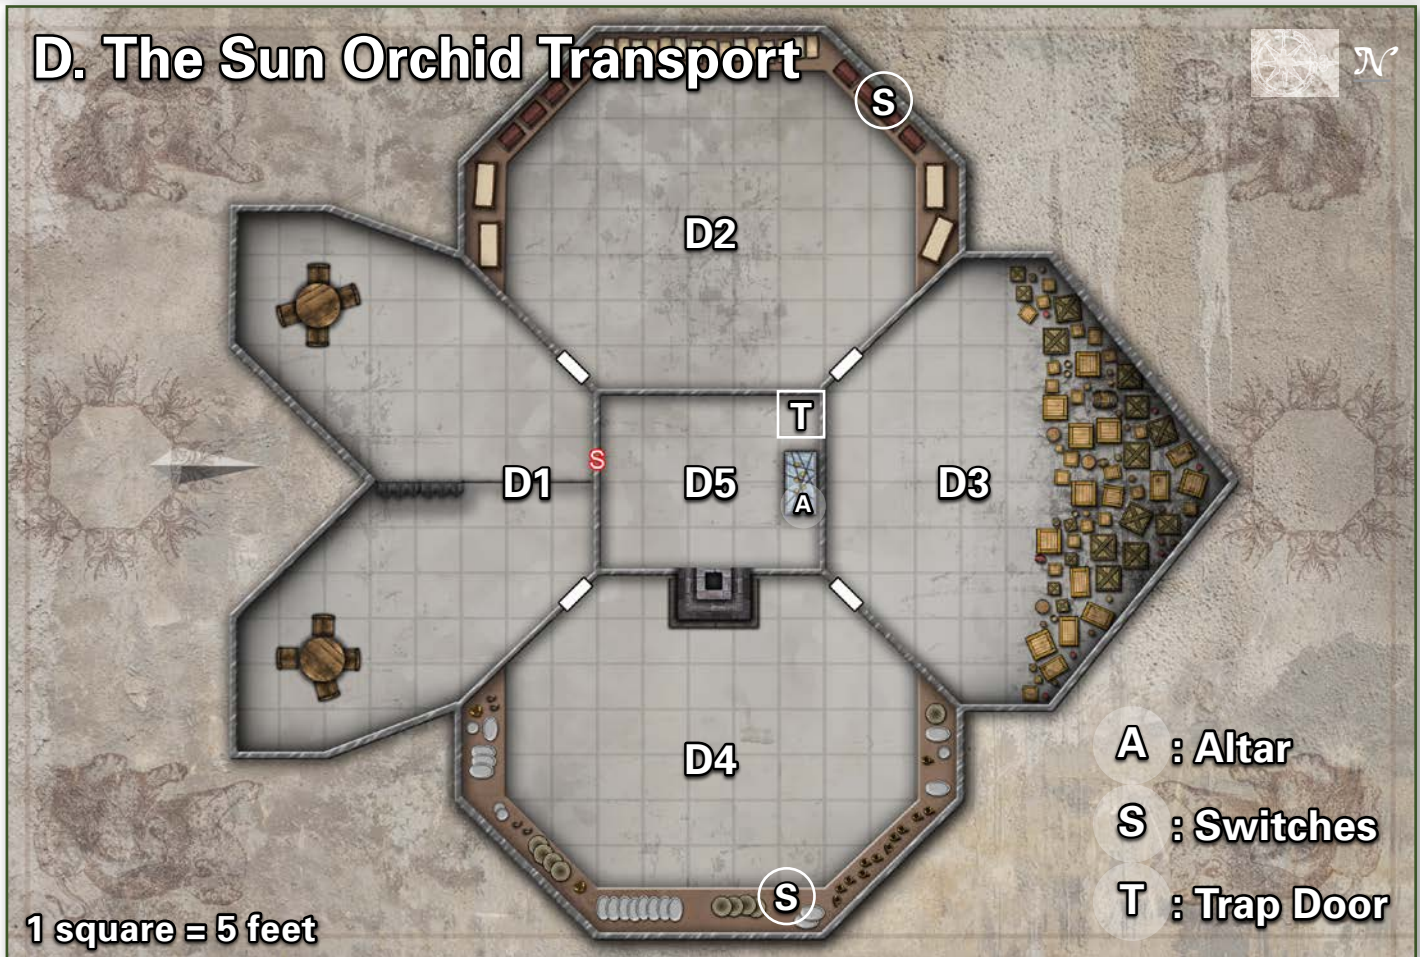 D. The Sun Orchid Transport
N
S
D2
T
S
D1
D5
A
D3
D4
S
A : Altar
S : Switches
T : Trap Door
1 square = 5 feet